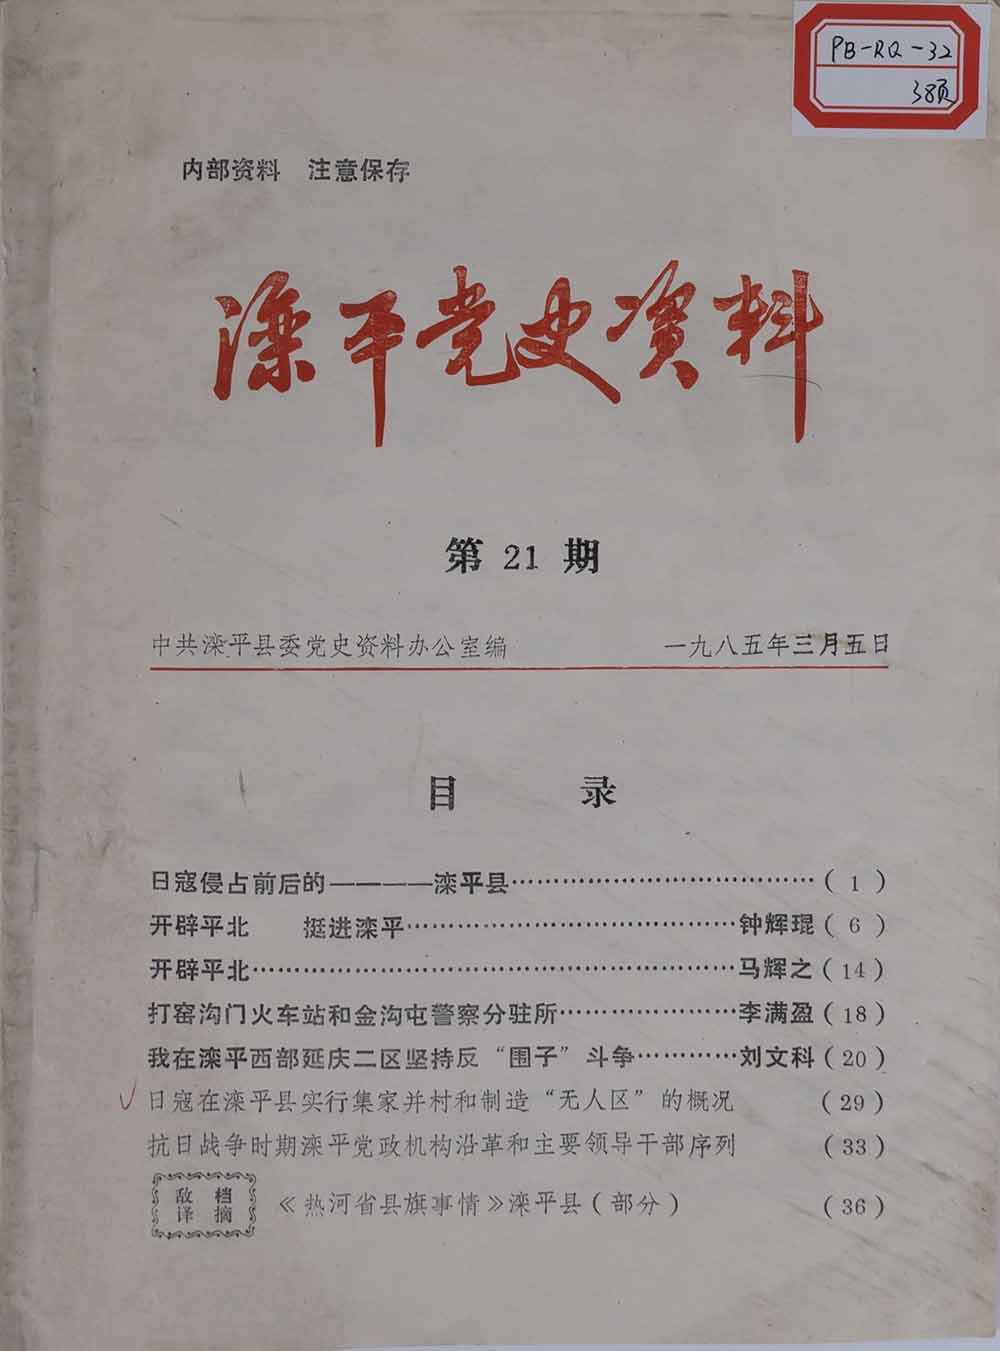 PB-RQ-32
38页
内部资料 注意保存
滦平党史资料
第 21 期
中共滦平县委党史资料办公室编 一九八五年三月五日
目 录
日寇侵占前后的————滦平县……………………………(1)
开辟平北 挺进滦平……………………………钟辉琨(6)
开辟平北……………………………………………马辉之(14)
打窑沟门火车站和金沟屯警察分驻所…………………李满盈(18)
我在滦平西部延庆二区坚持反“围子”斗争…………刘文科(20)
日寇在滦平县实行集家并村和制造“无人区”的概况 (29)
抗日战争时期滦平党政机构沿革和主要领导干部序列 (33)
敌档译摘 《热河省县旗事情》滦平县(部分) (36)